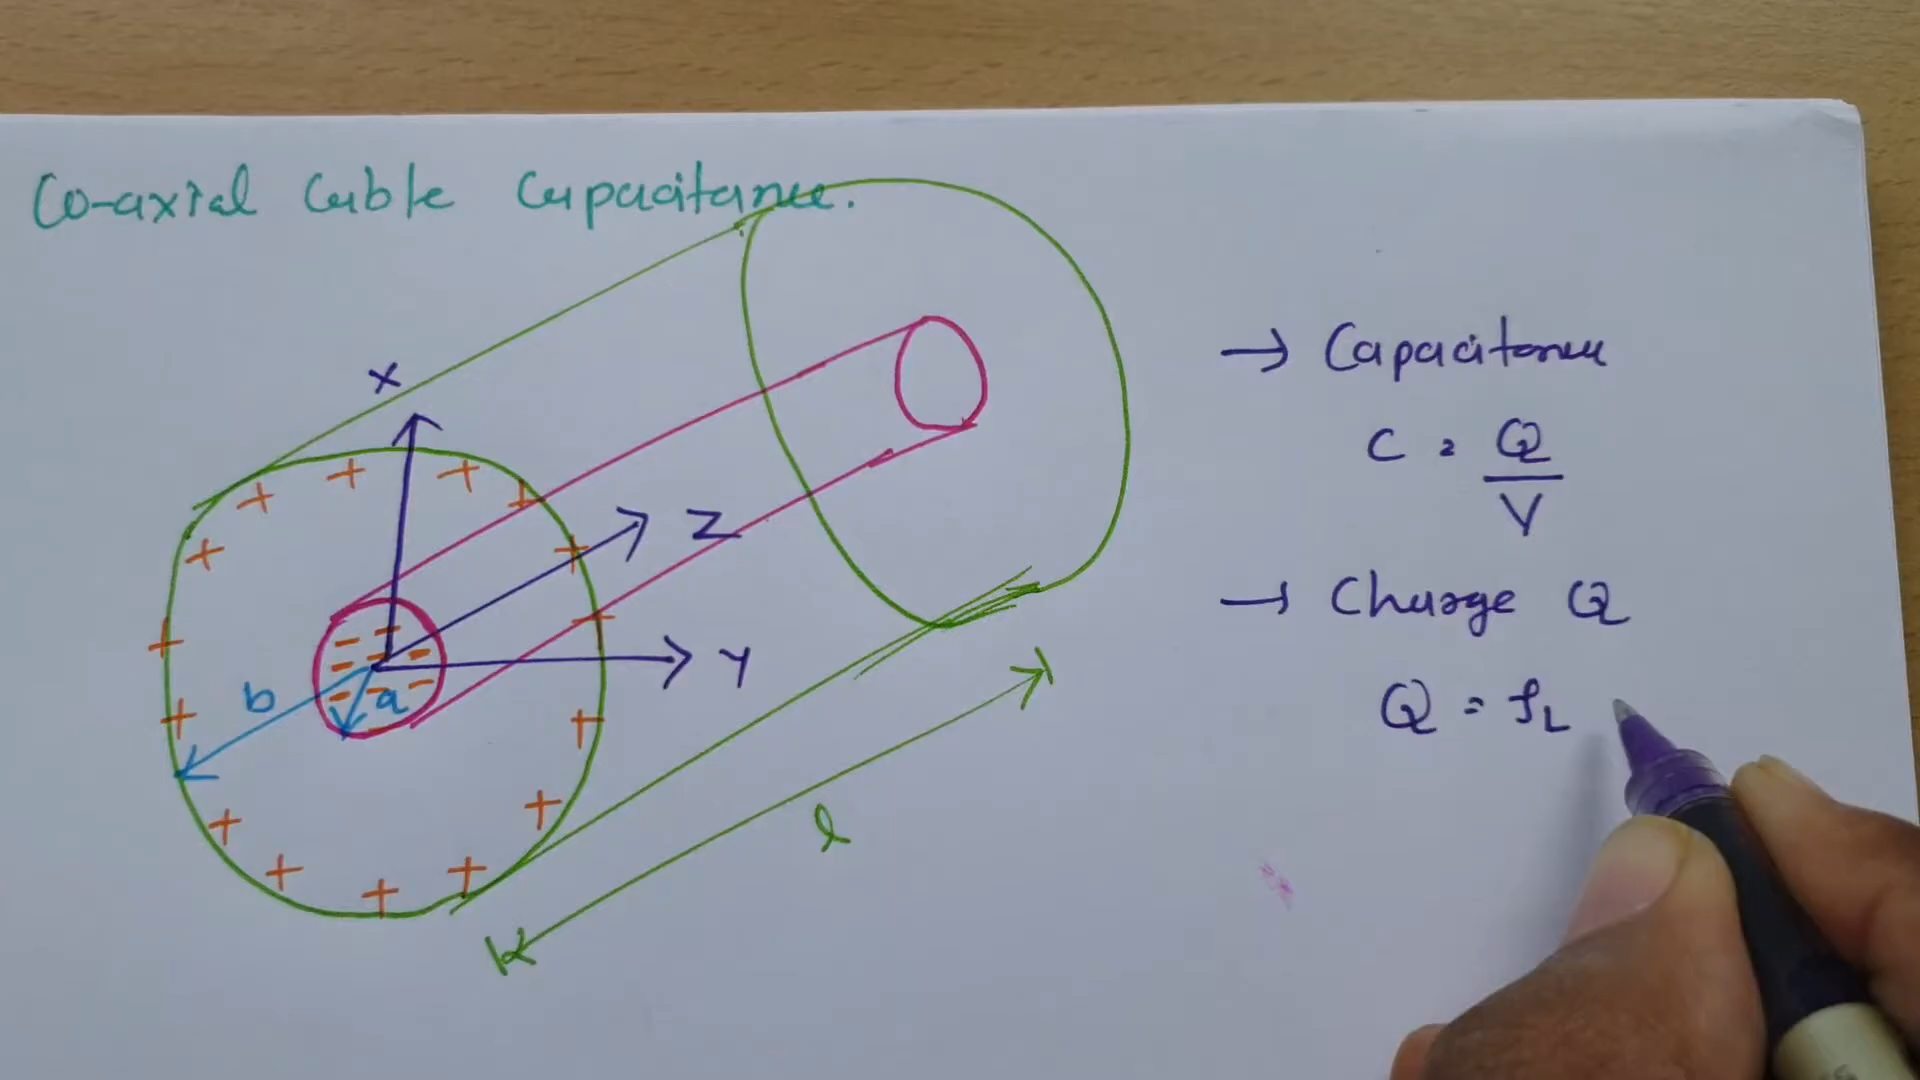 Co-axial Cable Capacitance.
→ Capacitance
C = Q
V
→ Charge Q
Q = ρL
X
Z
Y
b
a
l